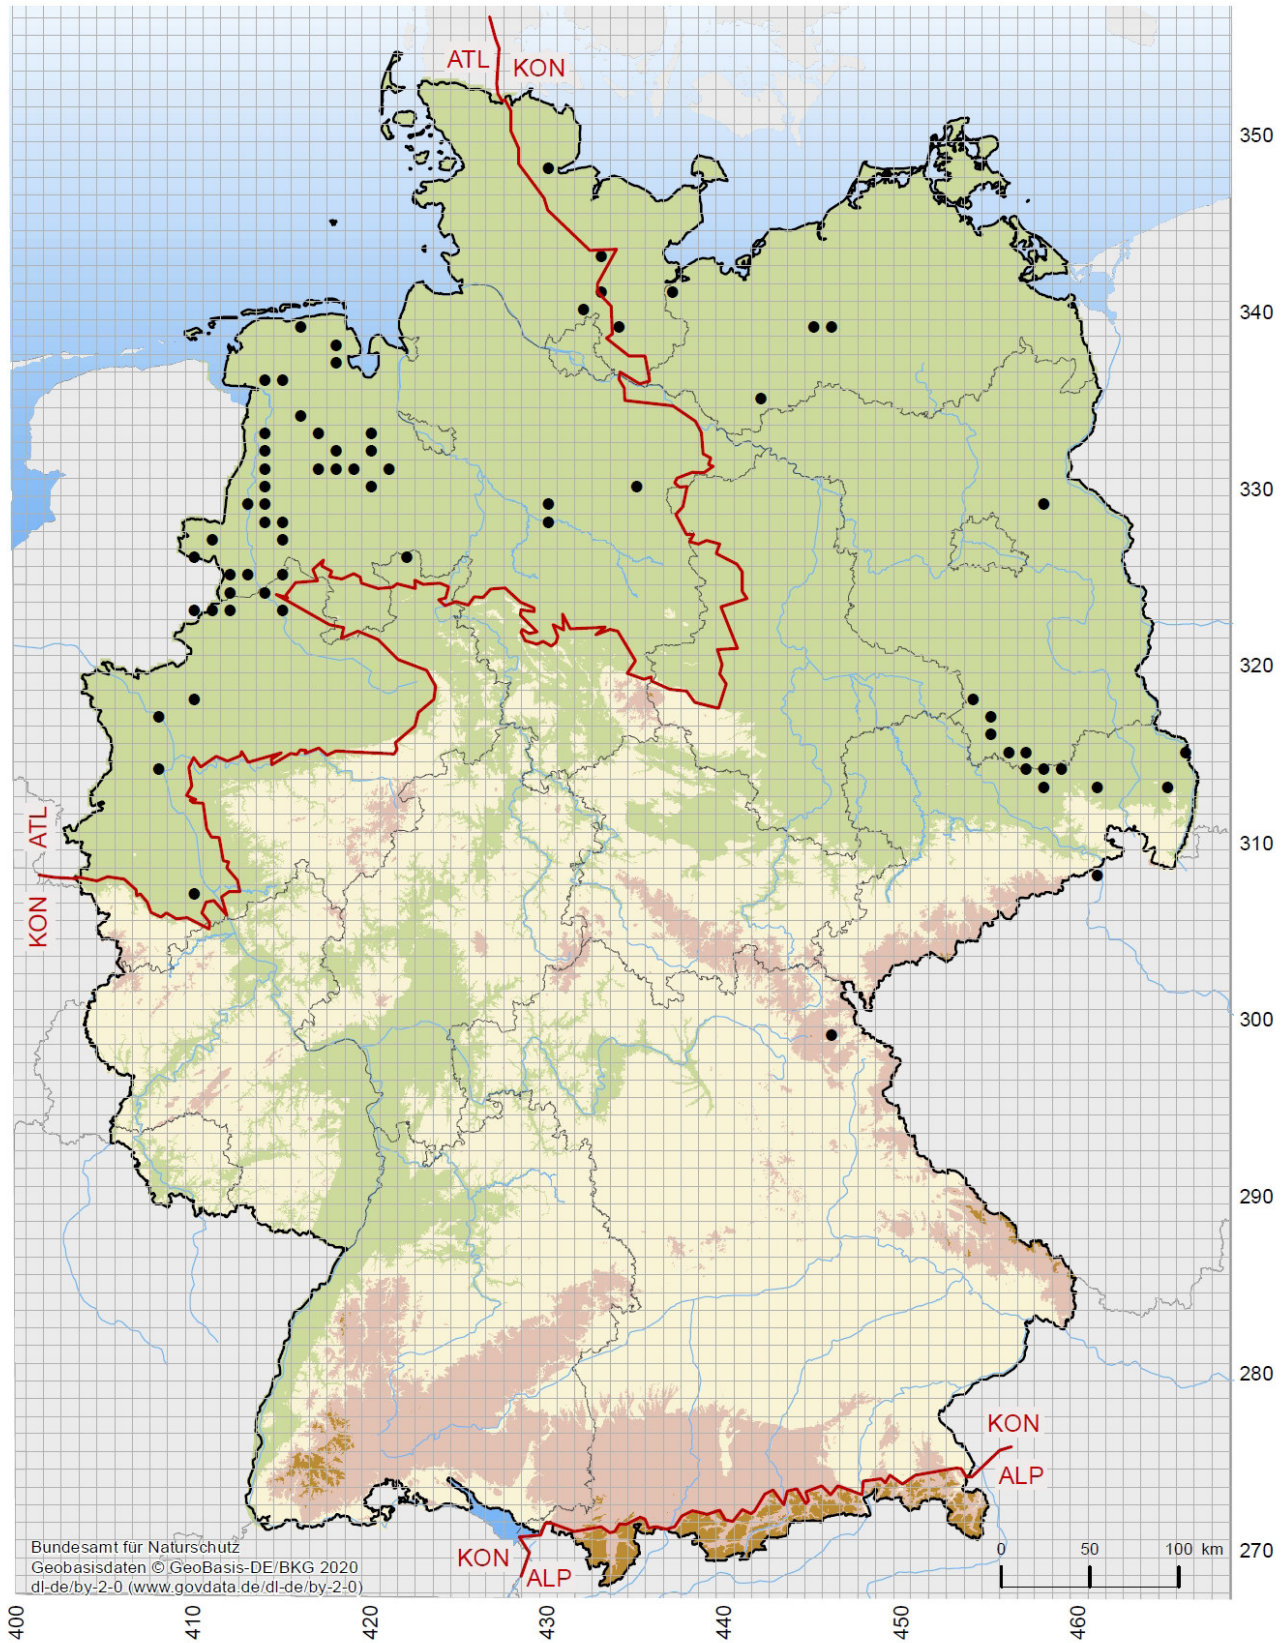 ATL
KON
350
340
330
320
310
300
290
280
270
ATL
KON
KON
ALP
KON
ALP
Bundesamt für Naturschutz
Geobasisdaten © GeoBasis-DE/BKG 2020
dl-de/by-2-0 (www.govdata.de/dl-de/by-2-0)
0 50 100 km
400 410 420 430 440 450 460